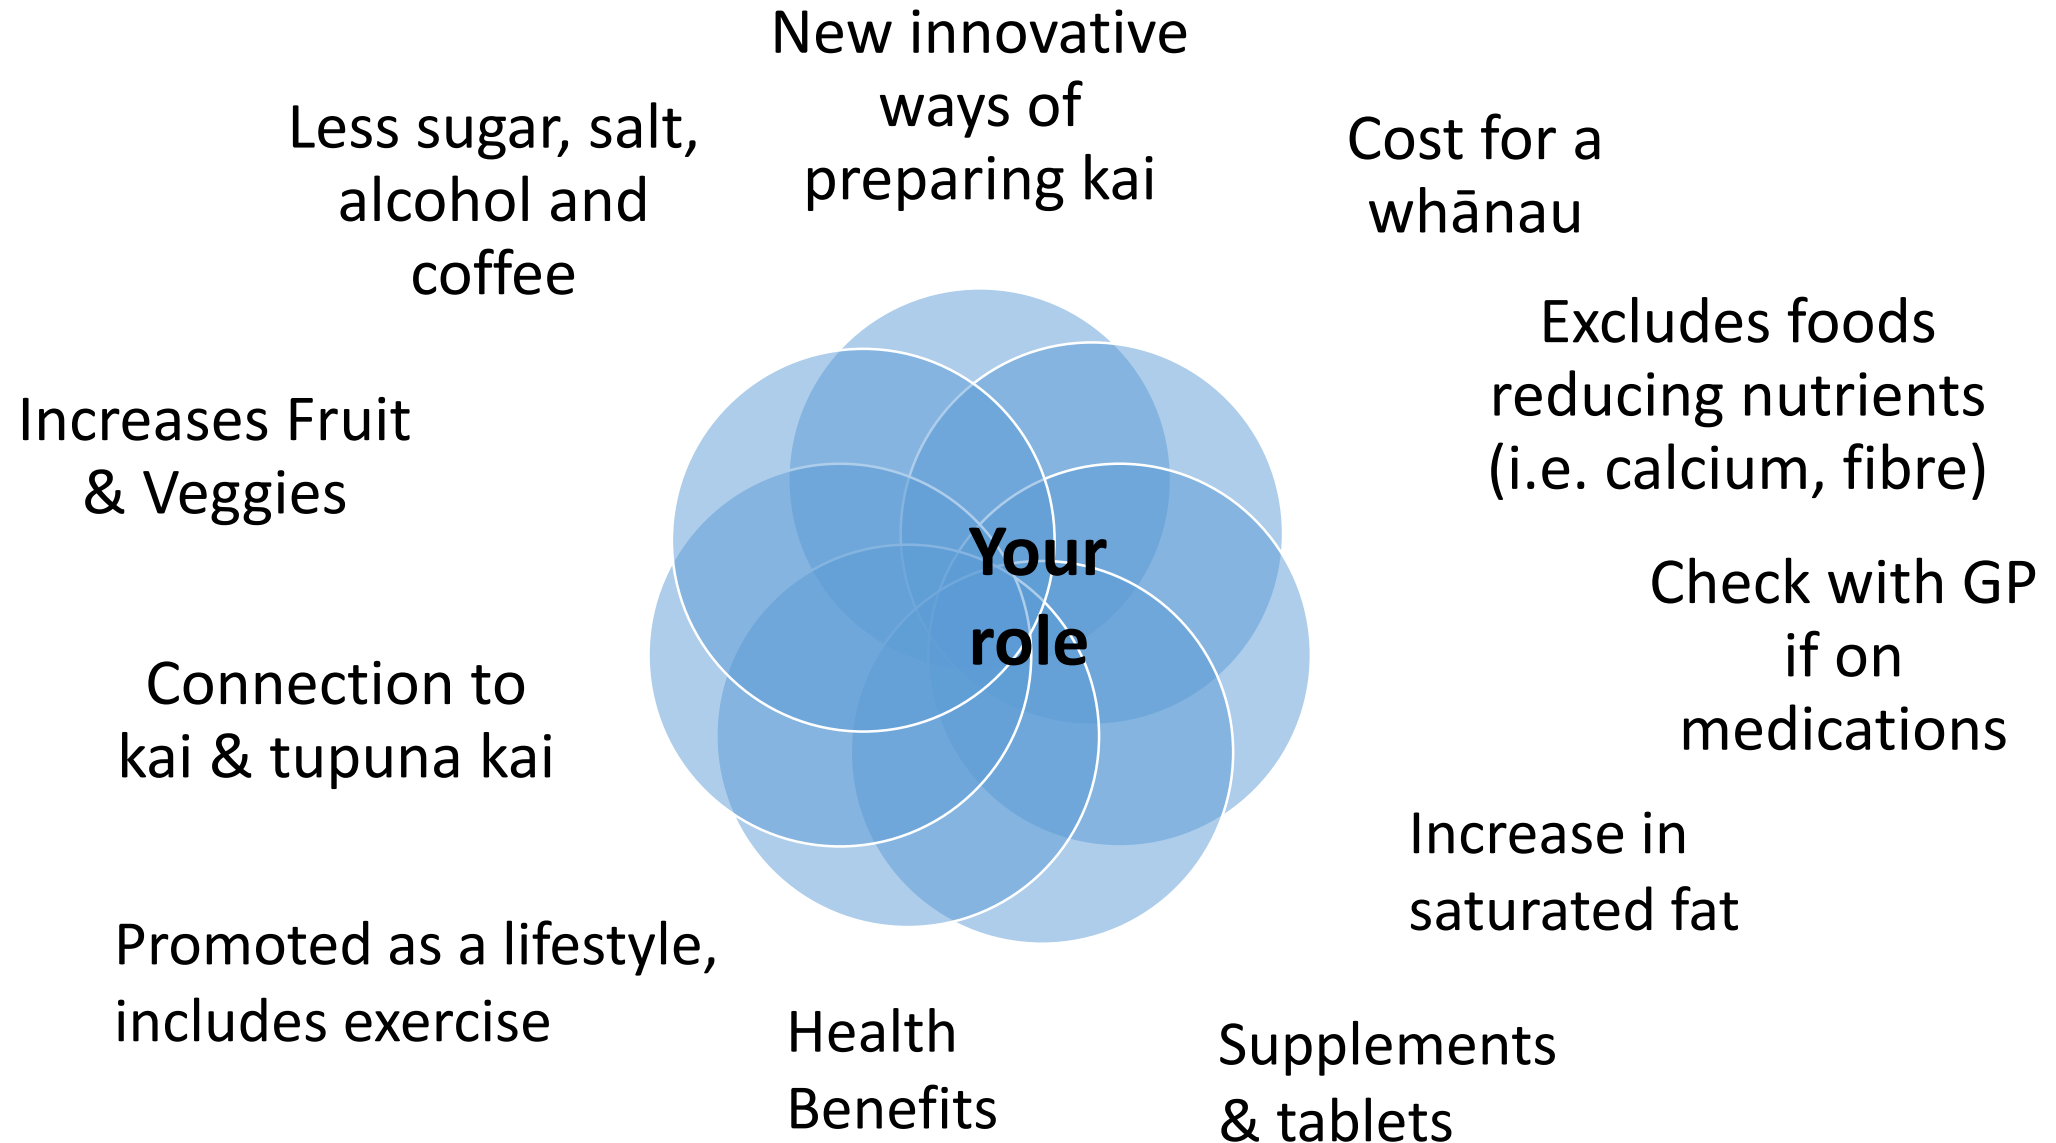 New innovative
ways of
preparing kai
Less sugar, salt,
alcohol and
coffee
Cost for a
whānau
Excludes foods
reducing nutrients
(i.e. calcium, fibre)
Increases Fruit
& Veggies
Your
role
Check with GP
if on
medications
Connection to
kai & tupuna kai
Increase in
saturated fat
Promoted as a lifestyle,
includes exercise
Health
Benefits
Supplements
& tablets